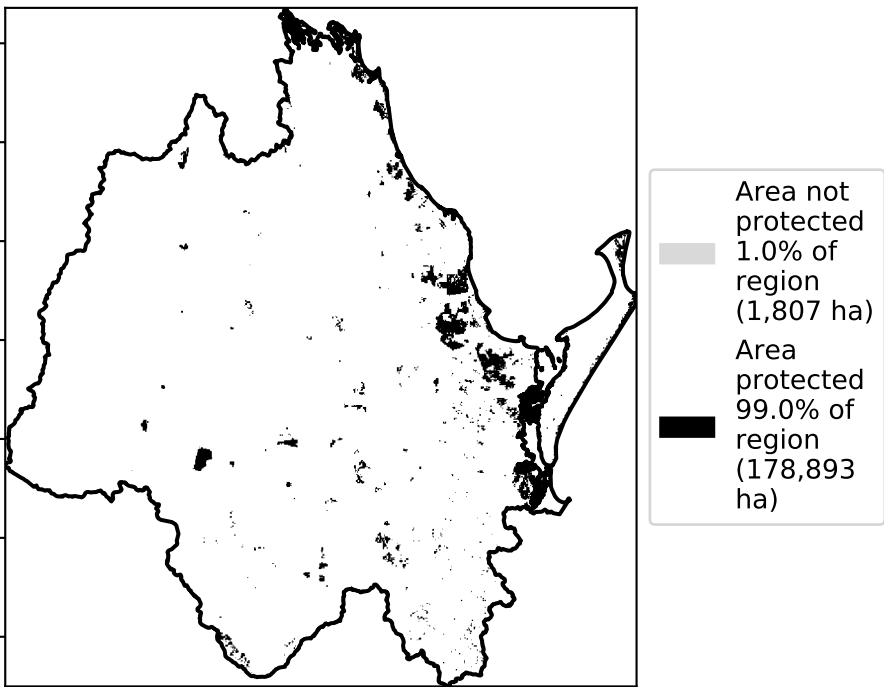 Area not
protected
1.0% of
region
(1,807 ha)
Area
protected
99.0% of
region
(178,893
ha)